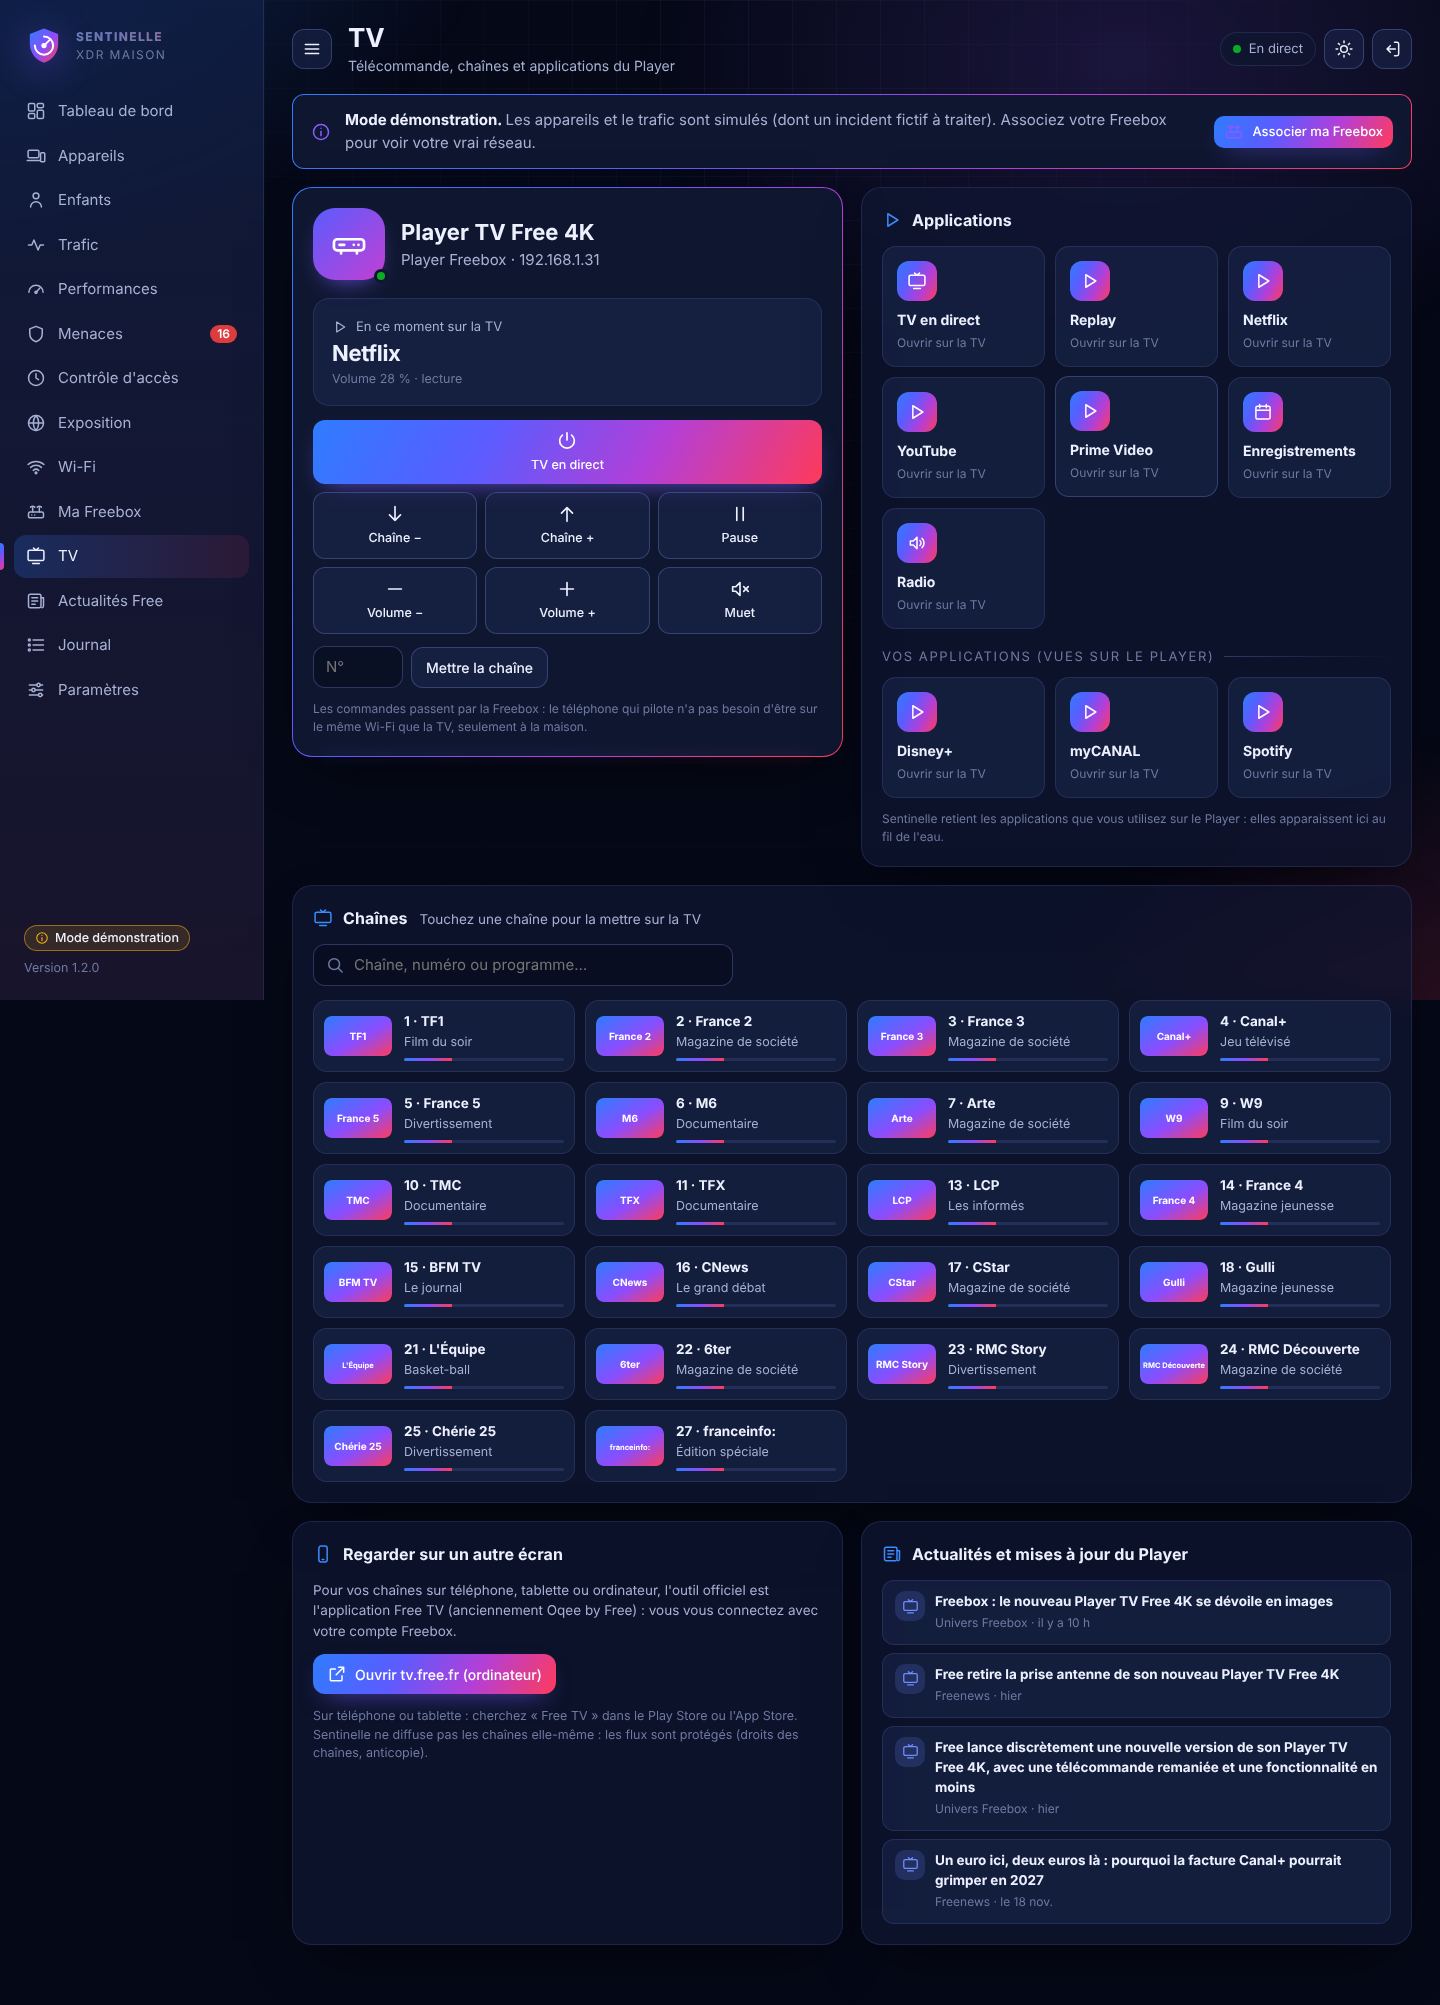 SENTINELLE
XDR MAISON
Tableau de bord
Appareils
Enfants
Trafic
Performances
Menaces 16
Contrôle d'accès
Exposition
Wi-Fi
Ma Freebox
TV
Actualités Free
Journal
Paramètres
Mode démonstration
Version 1.2.0
TV
Télécommande, chaînes et applications du Player
En direct
Mode démonstration. Les appareils et le trafic sont simulés (dont un incident fictif à traiter). Associez votre Freebox
pour voir votre vrai réseau.
Associer ma Freebox
Player TV Free 4K
Player Freebox · 192.168.1.31
En ce moment sur la TV
Netflix
Volume 28 % · lecture
TV en direct
Chaîne −
Chaîne +
Pause
Volume −
Volume +
Muet
N°
Mettre la chaîne
Les commandes passent par la Freebox : le téléphone qui pilote n'a pas besoin d'être sur
le même Wi-Fi que la TV, seulement à la maison.
Applications
TV en direct
Ouvrir sur la TV
Replay
Ouvrir sur la TV
Netflix
Ouvrir sur la TV
YouTube
Ouvrir sur la TV
Prime Video
Ouvrir sur la TV
Enregistrements
Ouvrir sur la TV
Radio
Ouvrir sur la TV
VOS APPLICATIONS (VUES SUR LE PLAYER)
Disney+
Ouvrir sur la TV
myCANAL
Ouvrir sur la TV
Spotify
Ouvrir sur la TV
Sentinelle retient les applications que vous utilisez sur le Player : elles apparaissent ici au
fil de l'eau.
Chaînes Touchez une chaîne pour la mettre sur la TV
Chaîne, numéro ou programme...
TF1
1 · TF1
Film du soir
France 2
2 · France 2
Magazine de société
France 3
3 · France 3
Magazine de société
Canal+
4 · Canal+
Jeu télévisé
France 5
5 · France 5
Divertissement
M6
6 · M6
Documentaire
Arte
7 · Arte
Magazine de société
W9
9 · W9
Film du soir
TMC
10 · TMC
Documentaire
TFX
11 · TFX
Documentaire
LCP
13 · LCP
Les informés
France 4
14 · France 4
Magazine jeunesse
BFM TV
15 · BFM TV
Le journal
CNews
16 · CNews
Le grand débat
CStar
17 · CStar
Magazine de société
Gulli
18 · Gulli
Magazine jeunesse
L'Équipe
21 · L'Équipe
Basket-ball
6ter
22 · 6ter
Magazine de société
RMC Story
23 · RMC Story
Divertissement
RMC Découverte
24 · RMC Découverte
Magazine de société
Chérie 25
25 · Chérie 25
Divertissement
franceinfo:
27 · franceinfo:
Édition spéciale
Regarder sur un autre écran
Pour vos chaînes sur téléphone, tablette ou ordinateur, l'outil officiel est
l'application Free TV (anciennement Oqee by Free) : vous vous connectez avec
votre compte Freebox.
Ouvrir tv.free.fr (ordinateur)
Sur téléphone ou tablette : cherchez « Free TV » dans le Play Store ou l'App Store.
Sentinelle ne diffuse pas les chaînes elle-même : les flux sont protégés (droits des
chaînes, anticopie).
Actualités et mises à jour du Player
Freebox : le nouveau Player TV Free 4K se dévoile en images
Univers Freebox · il y a 10 h
Free retire la prise antenne de son nouveau Player TV Free 4K
Freenews · hier
Free lance discrètement une nouvelle version de son Player TV
Free 4K, avec une télécommande remaniée et une fonctionnalité en
moins
Univers Freebox · hier
Un euro ici, deux euros là : pourquoi la facture Canal+ pourrait
grimper en 2027
Freenews · le 18 nov.